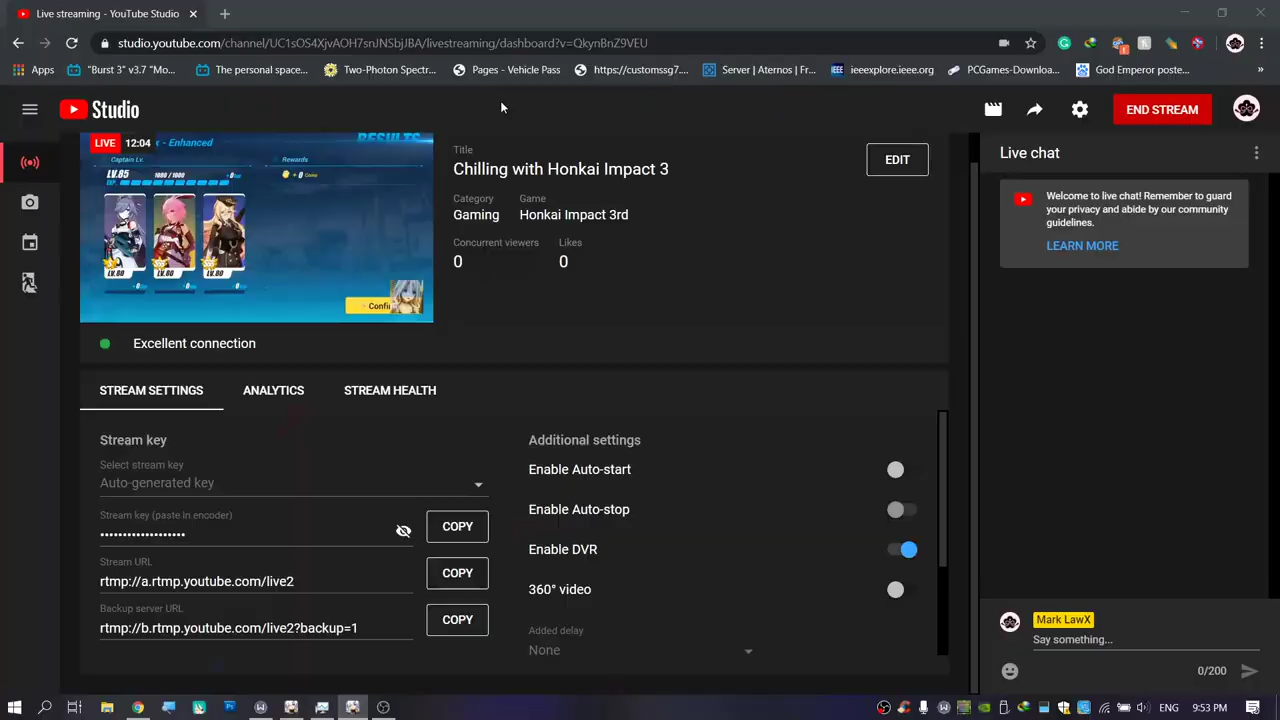 Live streaming - YouTube Studio
studio.youtube.com/channel/UC1sOS4XjvAOH7snJNSbjJBA/livestreaming/dashboard?v=QkynBnZ9VEU
Apps
"Burst 3" v3.7 "Mo...
The personal space...
Two-Photon Spectr...
Pages - Vehicle Pass
https://customssg7....
Server | Aternos | Fr...
ieeexplore.ieee.org
PCGames-Downloa...
God Emperor poste...
Studio
END STREAM
LIVE 12:04
- Enhanced
RESULTS
Captain Lv.
Rewards
LV.85
1080 / 1080
+0 Coins
LV.80
LV.80
LV.80
Title
Chilling with Honkai Impact 3
EDIT
Category
Game
Gaming
Honkai Impact 3rd
Concurrent viewers
Likes
0
0
Excellent connection
STREAM SETTINGS
ANALYTICS
STREAM HEALTH
Stream key
Select stream key
Auto-generated key
Stream key (paste in encoder)
•••••••••••••••••••
COPY
Stream URL
rtmp://a.rtmp.youtube.com/live2
COPY
Backup server URL
rtmp://b.rtmp.youtube.com/live2?backup=1
COPY
Additional settings
Enable Auto-start
Enable Auto-stop
Enable DVR
360° video
Added delay
None
Live chat
Welcome to live chat! Remember to guard
your privacy and abide by our community
guidelines.
LEARN MORE
Mark LawX
Say something...
0/200
ENG
9:53 PM